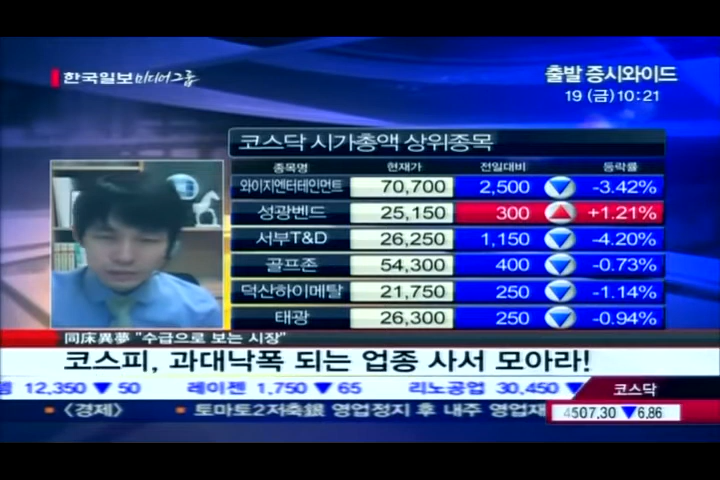 한국일보 미디어그룹
출발 증시와이드
19 (금) 10:21
코스닥 시가총액 상위종목
종목명 현재가 전일대비 등락률
와이지엔터테인먼트 70,700 2,500 ▼ -3.42%
성광벤드 25,150 300 ▲ +1.21%
서부T&D 26,250 1,150 ▼ -4.20%
골프존 54,300 400 ▼ -0.73%
덕산하이메탈 21,750 250 ▼ -1.14%
태광 26,300 250 ▼ -0.94%
同床異夢 "수급으로 보는 시장"
코스피, 과대낙폭 되는 업종 사서 모아라!
12,350 ▼ 50 레이젠 1,750 ▼ 65 리노공업 30,450 ▼
코스닥
<경제> 토마토2저축銀 영업정지 후 내주 영업재
507.30 ▼6.86